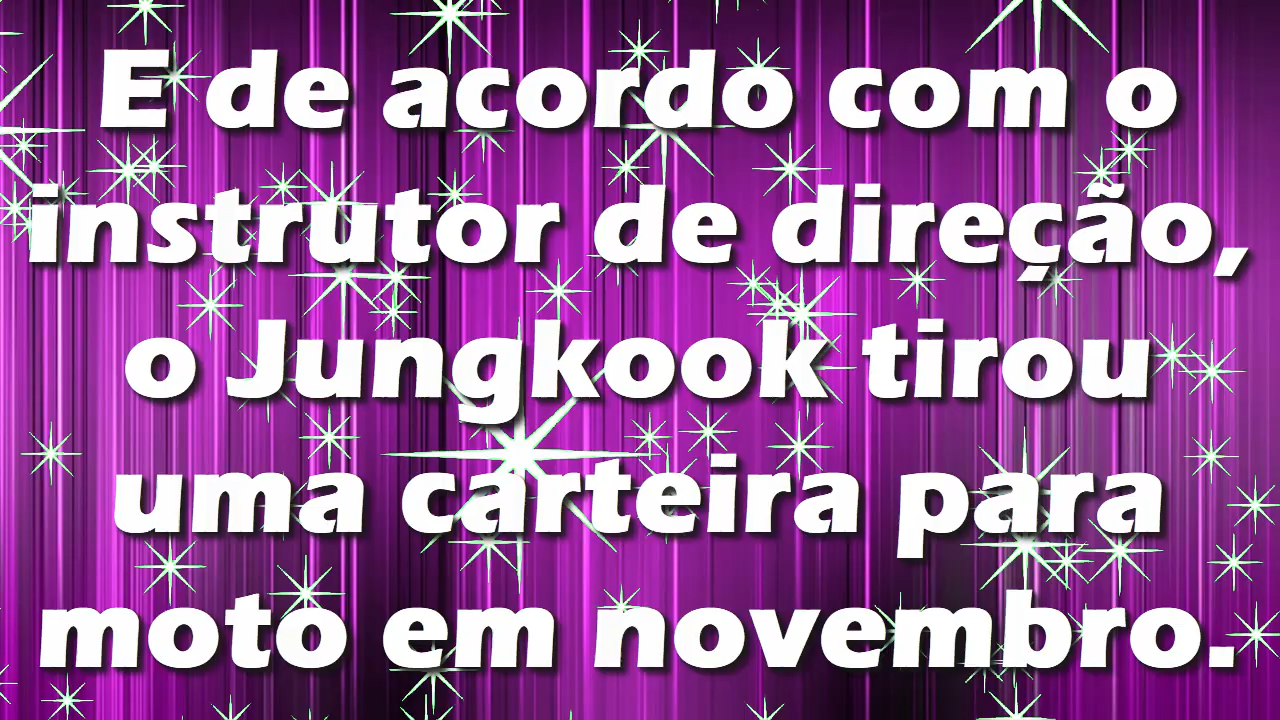 E de acordo com o
instrutor de direção,
o Jungkook tirou
uma carteira para
moto em novembro.